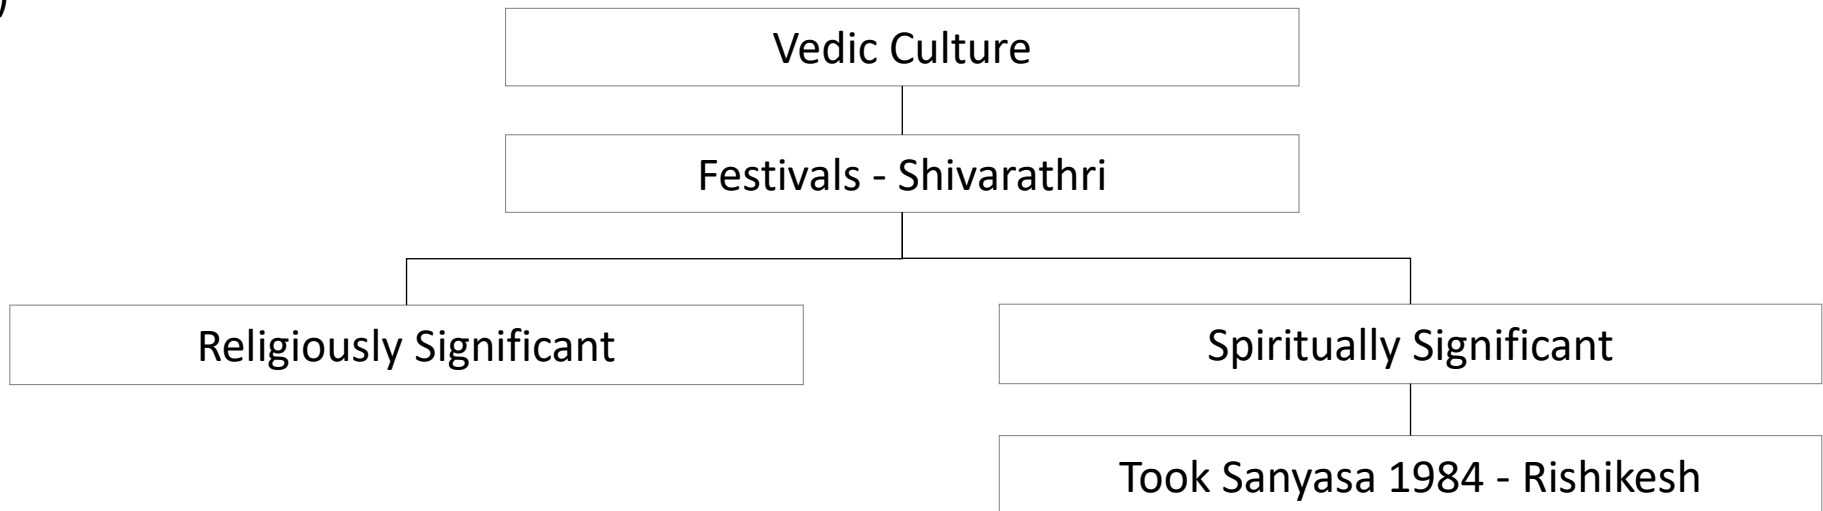 )
Vedic Culture
Festivals - Shivarathri
Religiously Significant
Spiritually Significant
Took Sanyasa 1984 - Rishikesh